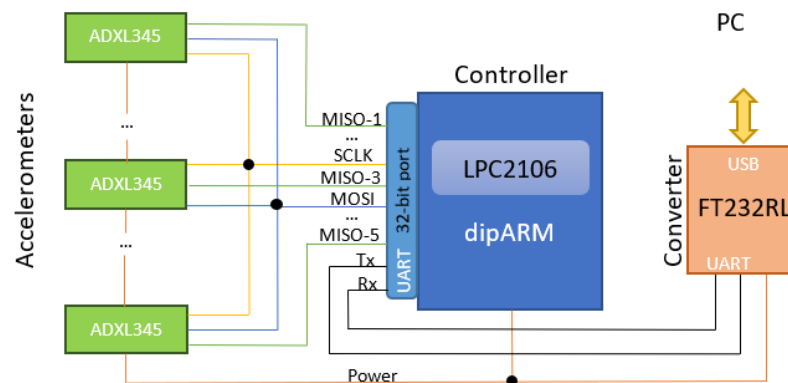 PC
ADXL345
Controller
Accelerometers
MISO-1
...
...
SCLK
LPC2106
USB
ADXL345
MISO-3
32-bit port
Converter
MOSI
FT232RL
...
dipARM
...
MISO-5
UART
Tx
UART
Rx
ADXL345
Power